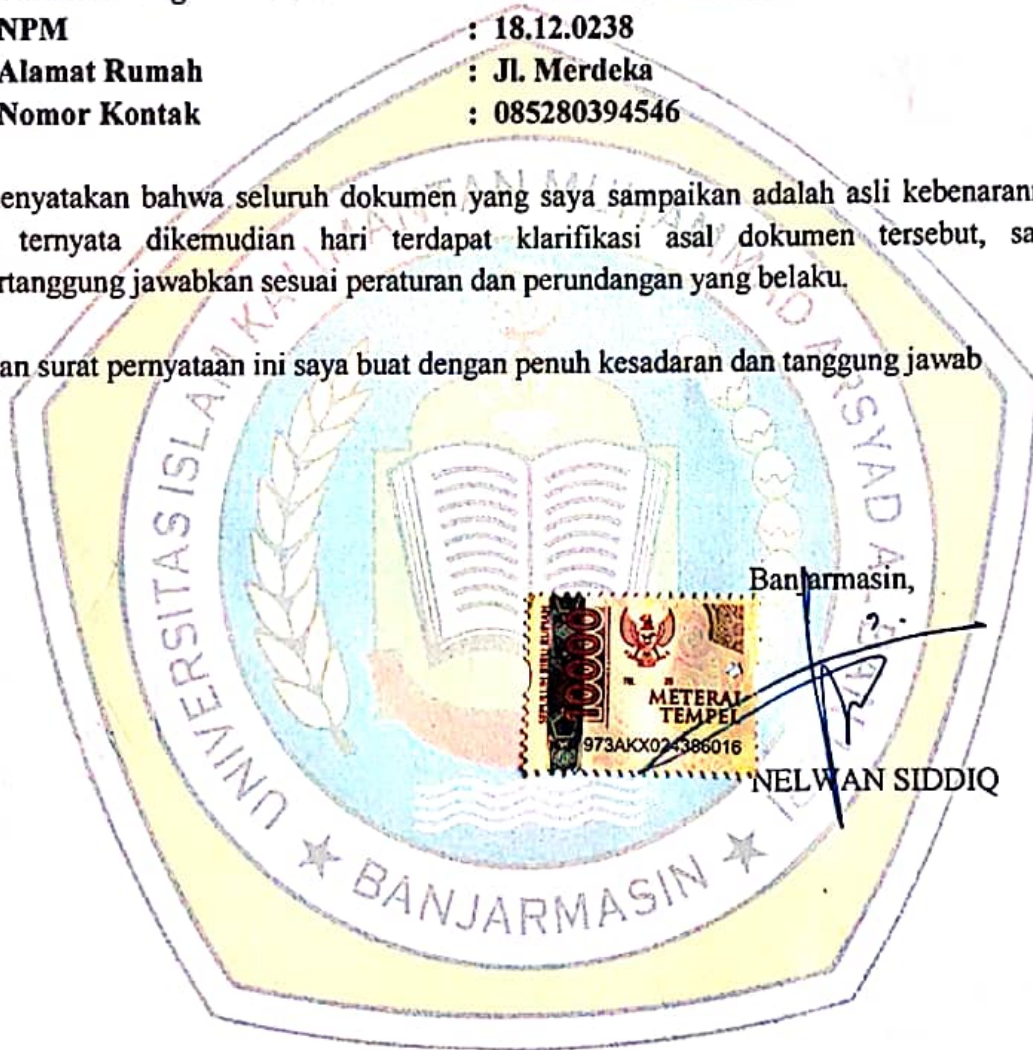 NPM : 18.12.0238
Alamat Rumah : Jl. Merdeka
Nomor Kontak : 085280394546
enyatakan bahwa seluruh dokumen yang saya sampaikan adalah asli kebenarann
ternyata dikemudian hari terdapat klarifikasi asal dokumen tersebut, sa
rtanggung jawabkan sesuai peraturan dan perundangan yang belaku.
an surat pernyataan ini saya buat dengan penuh kesadaran dan tanggung jawab
UNIVERSITAS ISLAM KALIMANTAN MUHAMMAD ARSYAD AL-BANJARI
BANJARMASIN
Banjarmasin,
10000
METERAI
TEMPEL
973AKX024386016
NELWAN SIDDIQ